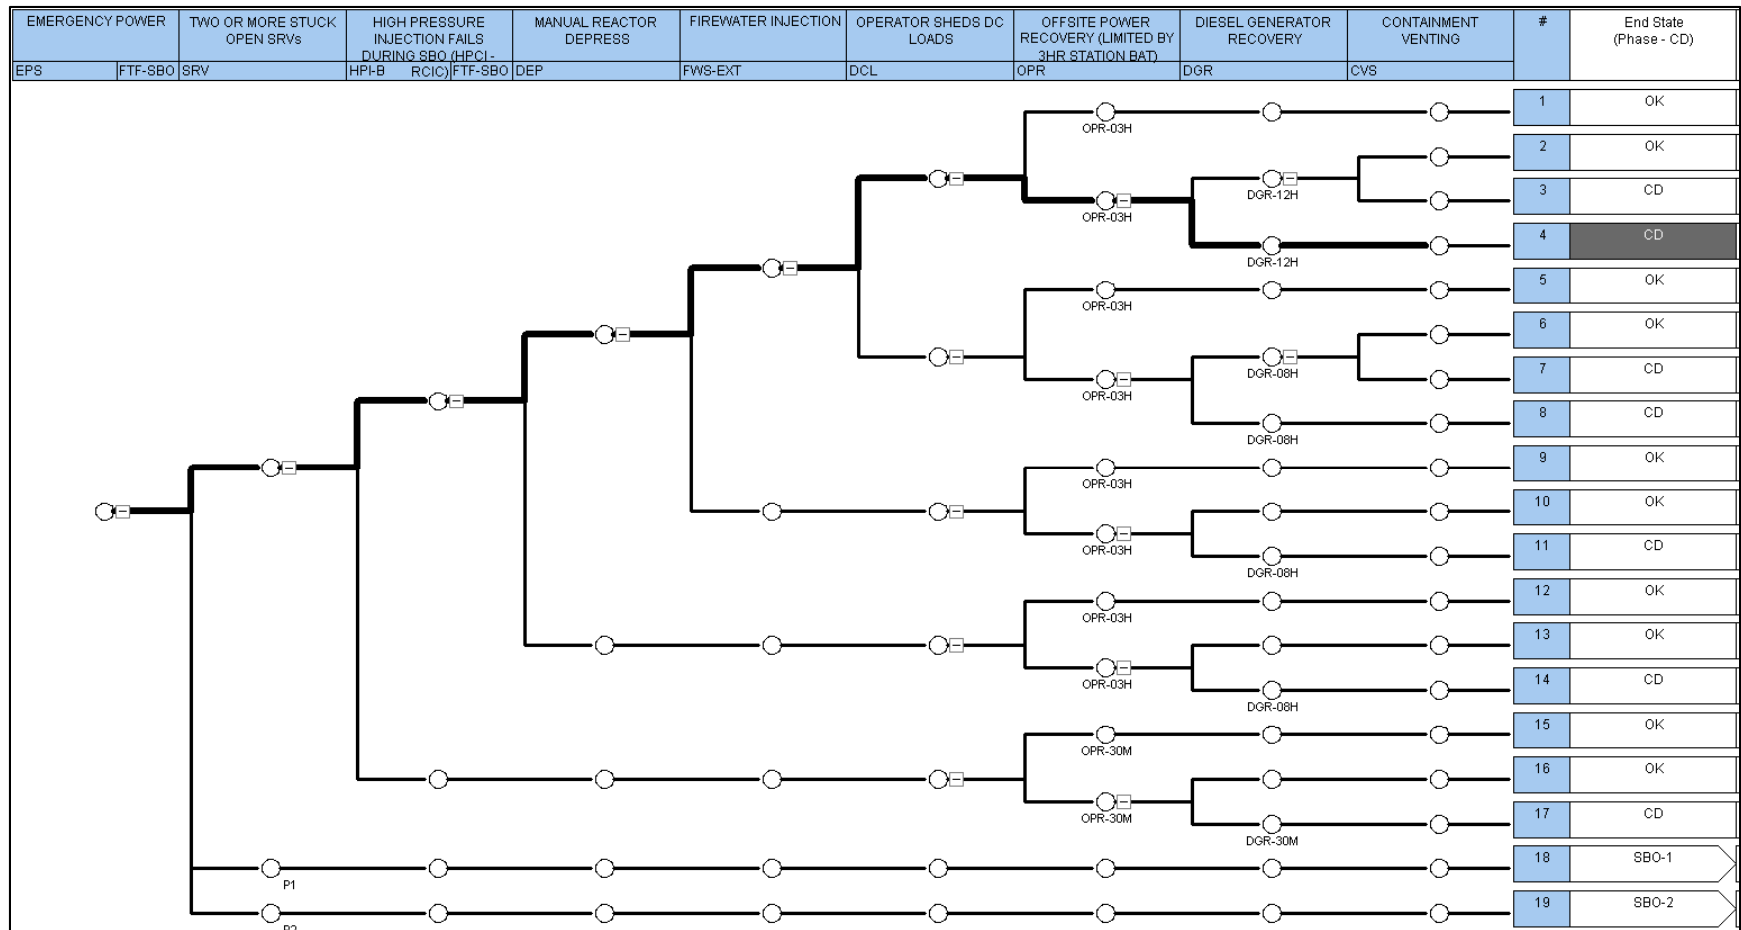 EMERGENCY POWER
TWO OR MORE STUCK
OPEN SRVs
HIGH PRESSURE
INJECTION FAILS
DURING SBO (HPCI -
RCIC)
MANUAL REACTOR
DEPRESS
FIREWATER INJECTION
OPERATOR SHEDS DC
LOADS
OFFSITE POWER
RECOVERY (LIMITED BY
3HR STATION BAT)
DIESEL GENERATOR
RECOVERY
CONTAINMENT
VENTING
#
End State
(Phase - CD)
EPS
FTF-SBO
SRV
HPI-B
FTF-SBO
DEP
FWS-EXT
DCL
OPR
DGR
CVS
OPR-03H
1
OK
2
OK
DGR-12H
OPR-03H
3
CD
DGR-12H
4
CD
OPR-03H
5
OK
6
OK
DGR-08H
OPR-03H
7
CD
DGR-08H
8
CD
OPR-03H
9
OK
10
OK
OPR-03H
DGR-08H
11
CD
OPR-03H
12
OK
13
OK
OPR-03H
DGR-08H
14
CD
OPR-30M
15
OK
16
OK
OPR-30M
DGR-30M
17
CD
P1
18
SBO-1
P2
19
SBO-2